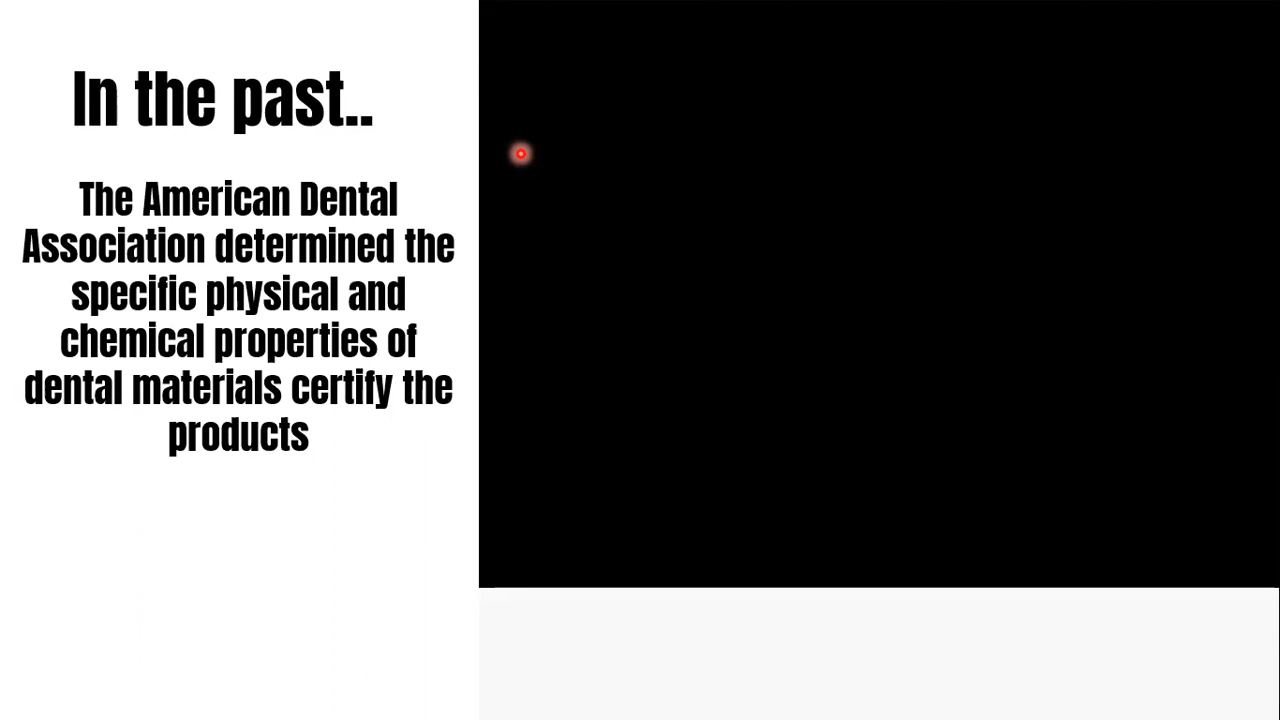 In the past..
The American Dental
Association determined the
specific physical and
chemical properties of
dental materials certify the
products